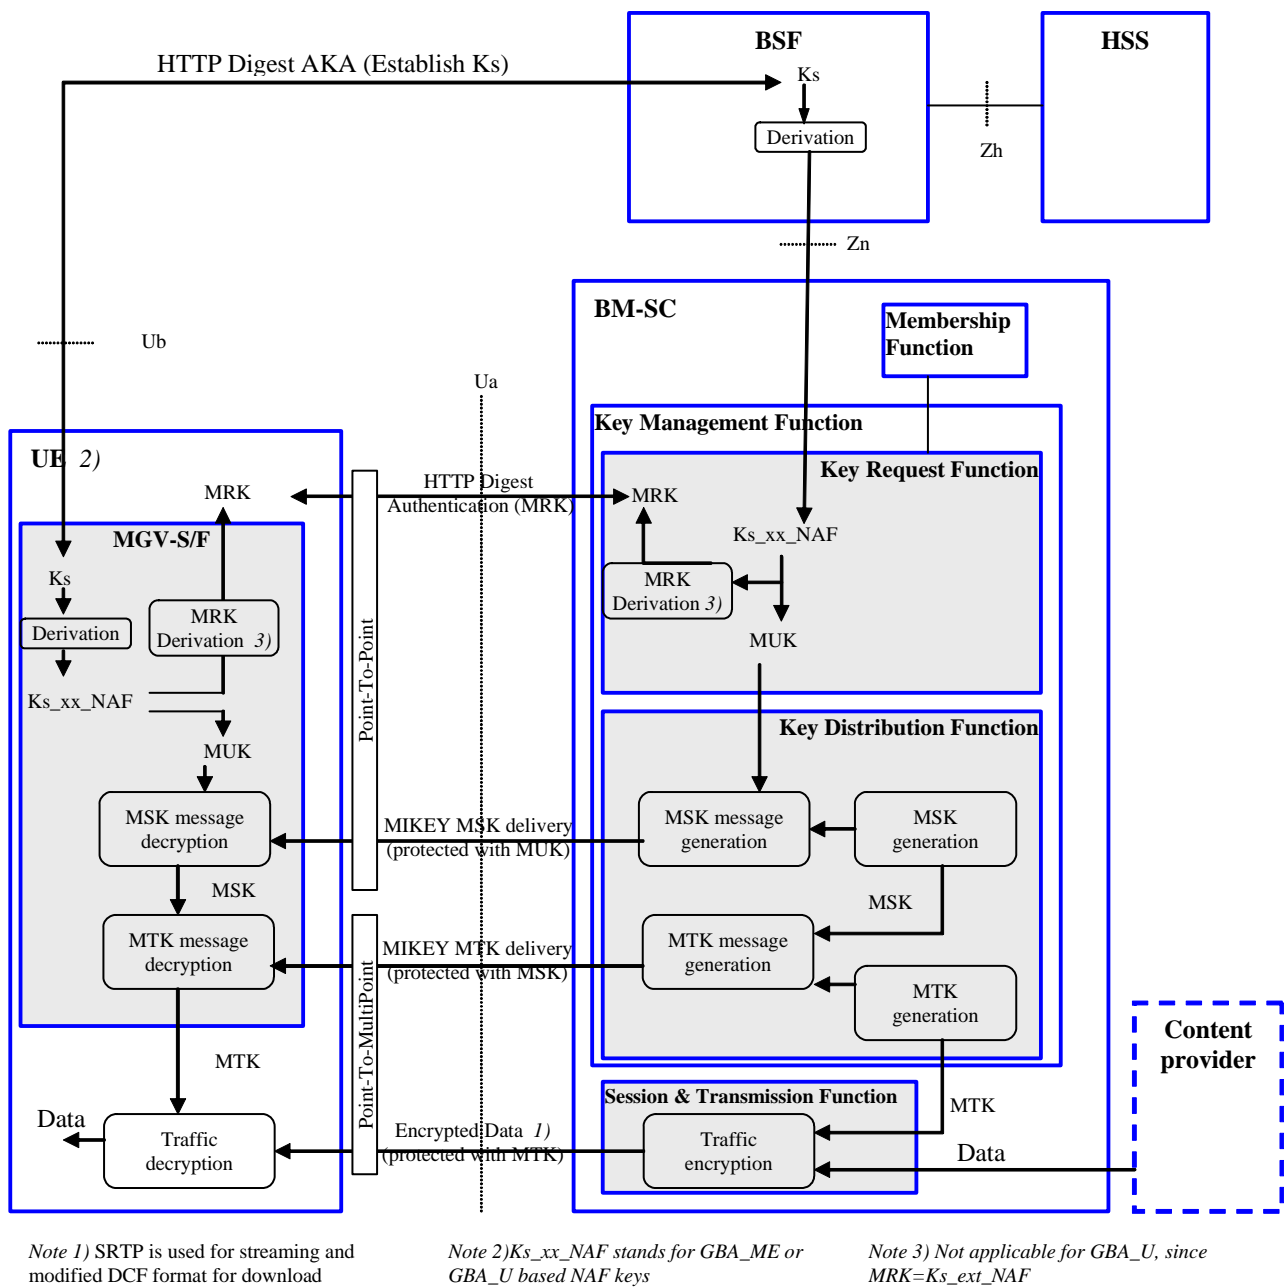 BSF
HSS
HTTP Digest AKA (Establish Ks)
Ks
Derivation
Zh
Zn
BM-SC
Membership
Function
Ub
Ua
Key Management Function
UE 2)
Key Request Function
MRK
HTTP Digest
Authentication (MRK)
MRK
MGV-S/F
Ks_xx_NAF
Ks
MRK
Derivation 3)
MRK
Derivation 3)
Derivation
MUK
Ks_xx_NAF
Point-To-Point
MUK
Key Distribution Function
MSK message
decryption
MIKEY MSK delivery
(protected with MUK)
MSK message
generation
MSK
generation
MSK
MSK
MTK message
decryption
MIKEY MTK delivery
(protected with MSK)
MTK message
generation
MTK
generation
Point-To-MultiPoint
Content
provider
MTK
Session & Transmission Function
MTK
Data
Traffic
decryption
Encrypted Data 1)
(protected with MTK)
Traffic
encryption
Data
Note 1) SRTP is used for streaming and
modified DCF format for download
Note 2)Ks_xx_NAF stands for GBA_ME or
GBA_U based NAF keys
Note 3) Not applicable for GBA_U, since
MRK=Ks_ext_NAF